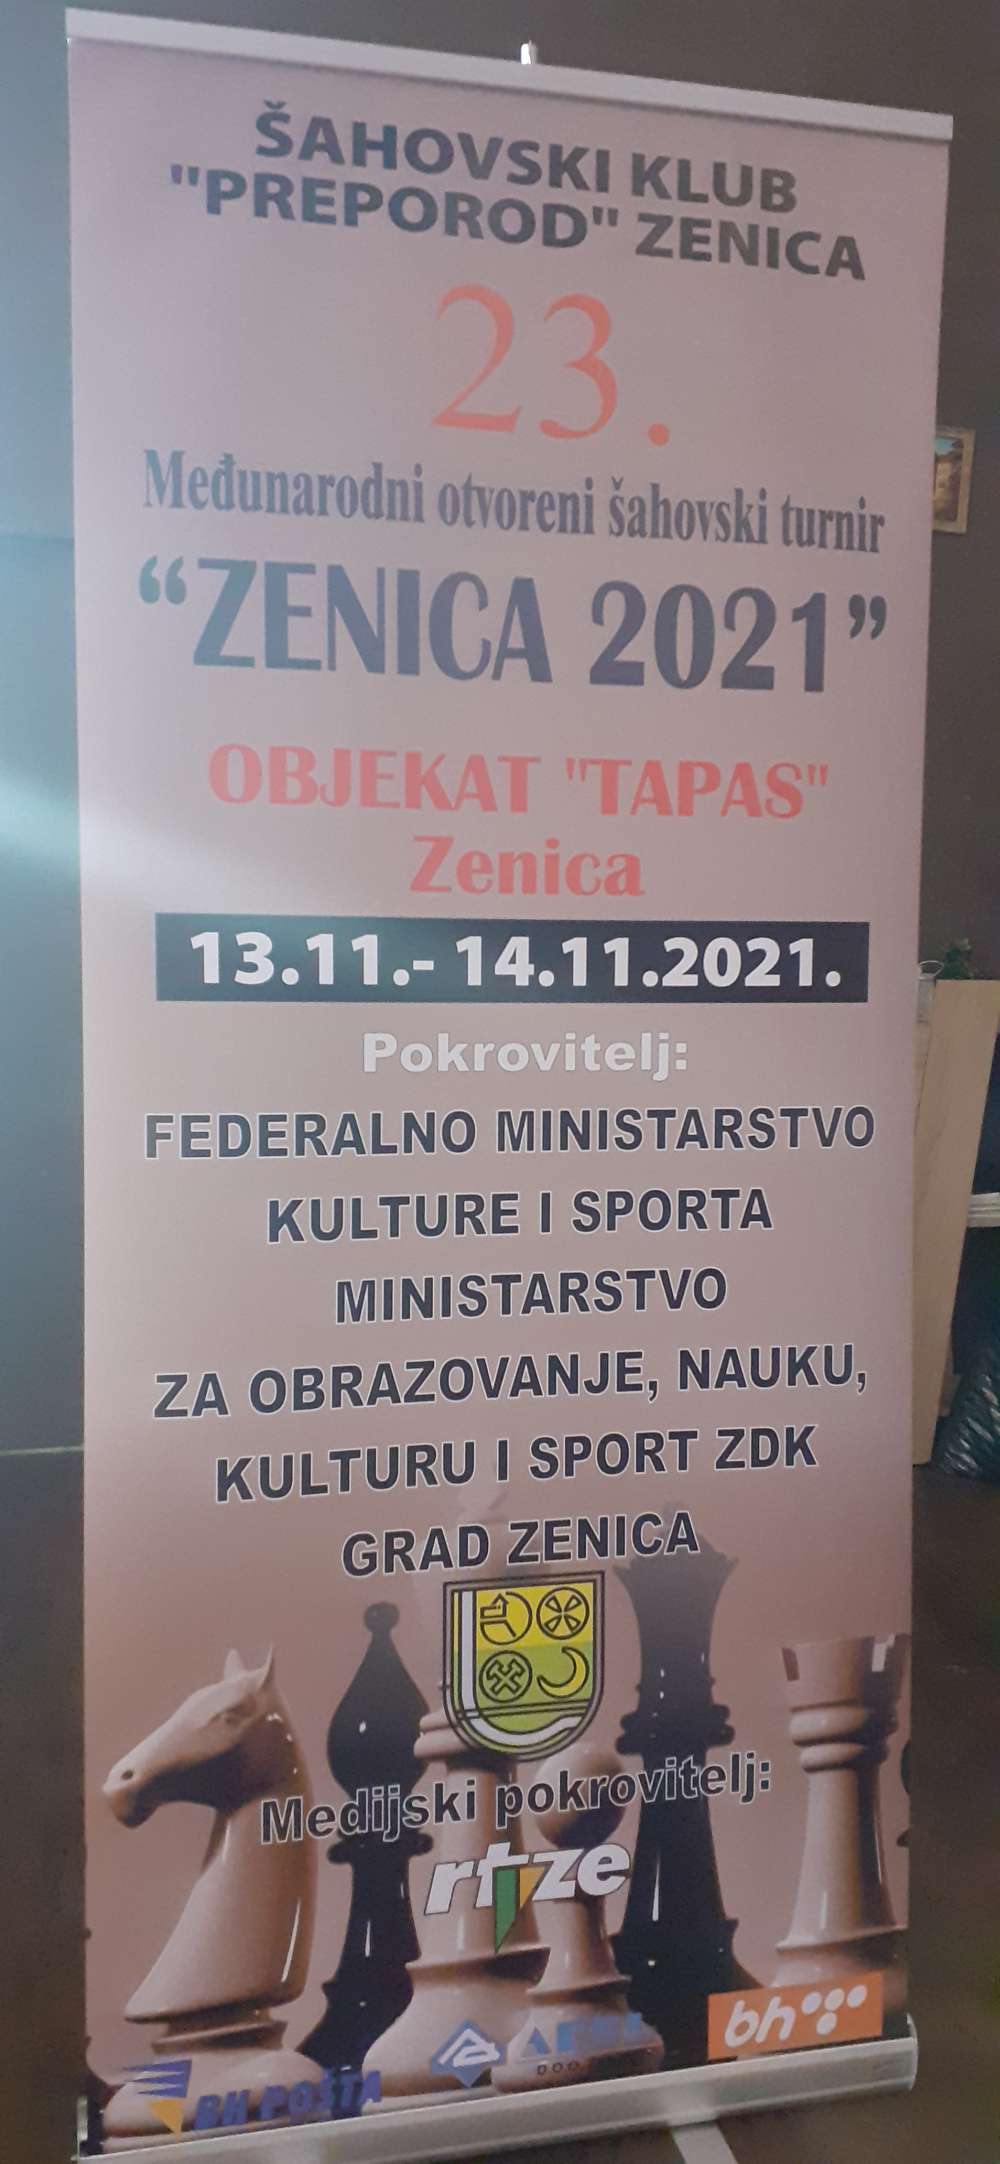 ŠAHOVSKI KLUB
"PREPOROD" ZENICA
23.
Međunarodni otvoreni šahovski turnir
“ZENICA 2021”
OBJEKAT "TAPAS"
Zenica
13.11.- 14.11.2021.
Pokrovitelj:
FEDERALNO MINISTARSTVO
KULTURE I SPORTA
MINISTARSTVO
ZA OBRAZOVANJE, NAUKU,
KULTURU I SPORT ZDK
GRAD ZENICA
Medijski pokrovitelj:
rtvze
bh
DOO
BH POŠTA